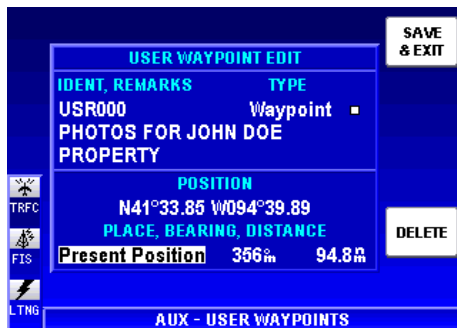 SAVE
& EXIT
USER WAYPOINT EDIT
IDENT, REMARKS TYPE
USR000 Waypoint
PHOTOS FOR JOHN DOE
PROPERTY
POSITION
N41°33.85 W094°39.89
PLACE, BEARING, DISTANCE
Present Position 356°m 94.8nm
TRFC
FIS
LTNG
DELETE
AUX - USER WAYPOINTS